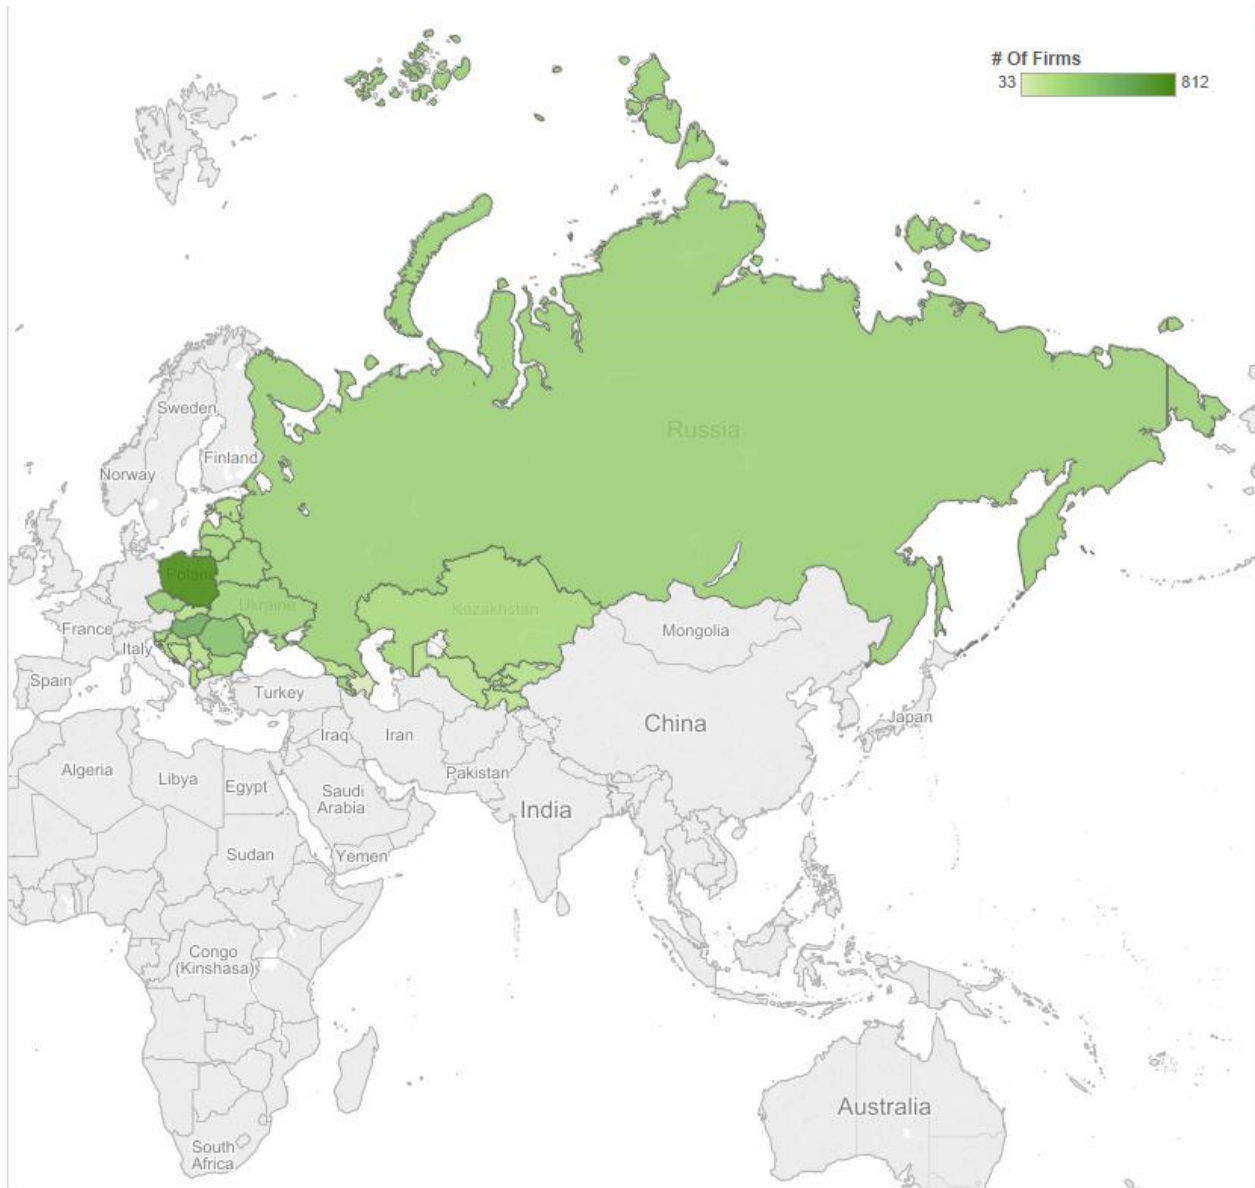 # Of Firms
33 812
Russia
Sweden
Finland
Norway
Poland
Ukraine
Kazakhstan
France
Mongolia
Italy
Spain
Turkey
China
Japan
Iraq
Iran
Algeria
Libya
Egypt
Pakistan
Saudi
Arabia
India
Sudan
Yemen
Congo
(Kinshasa)
Australia
South
Africa